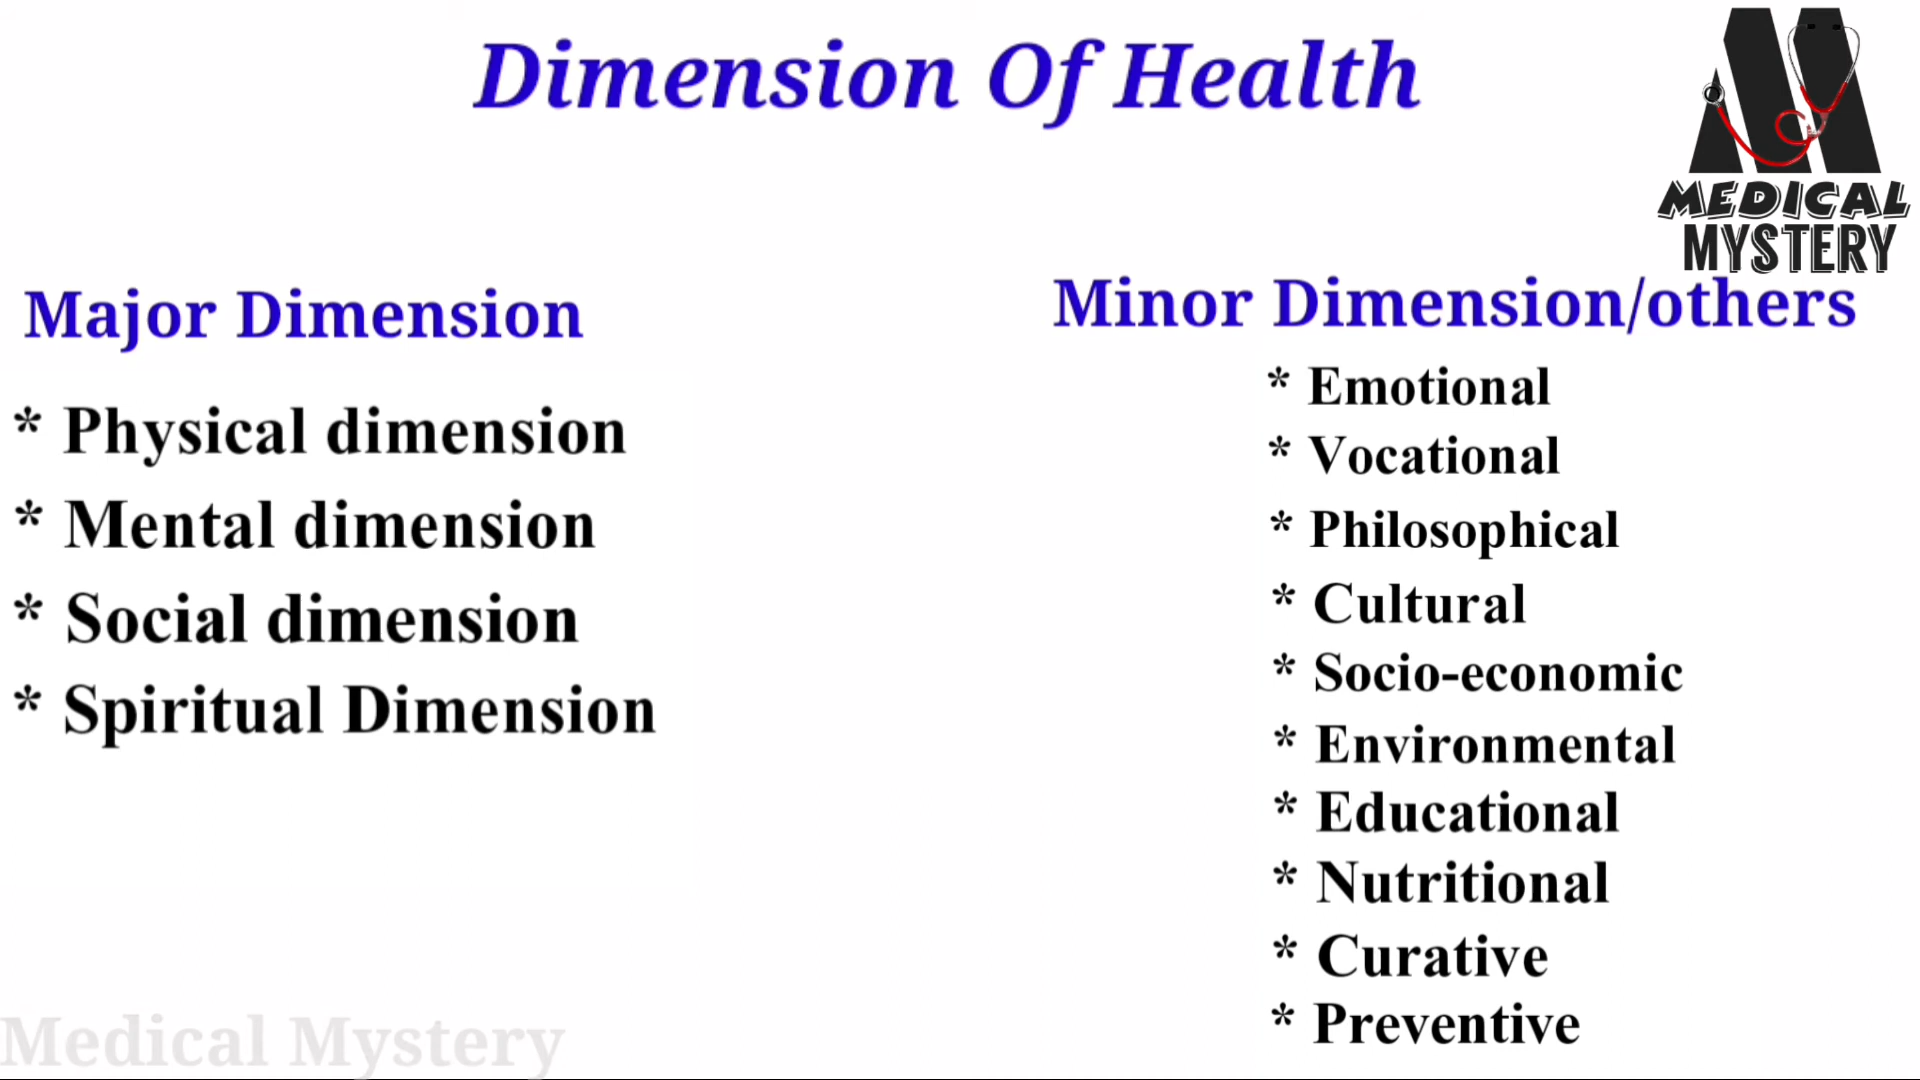 Dimension Of Health
MEDICAL
MYSTERY
Major Dimension
* Physical dimension
* Mental dimension
* Social dimension
* Spiritual Dimension
Minor Dimension/others
* Emotional
* Vocational
* Philosophical
* Cultural
* Socio-economic
* Environmental
* Educational
* Nutritional
* Curative
* Preventive
Medical Mystery